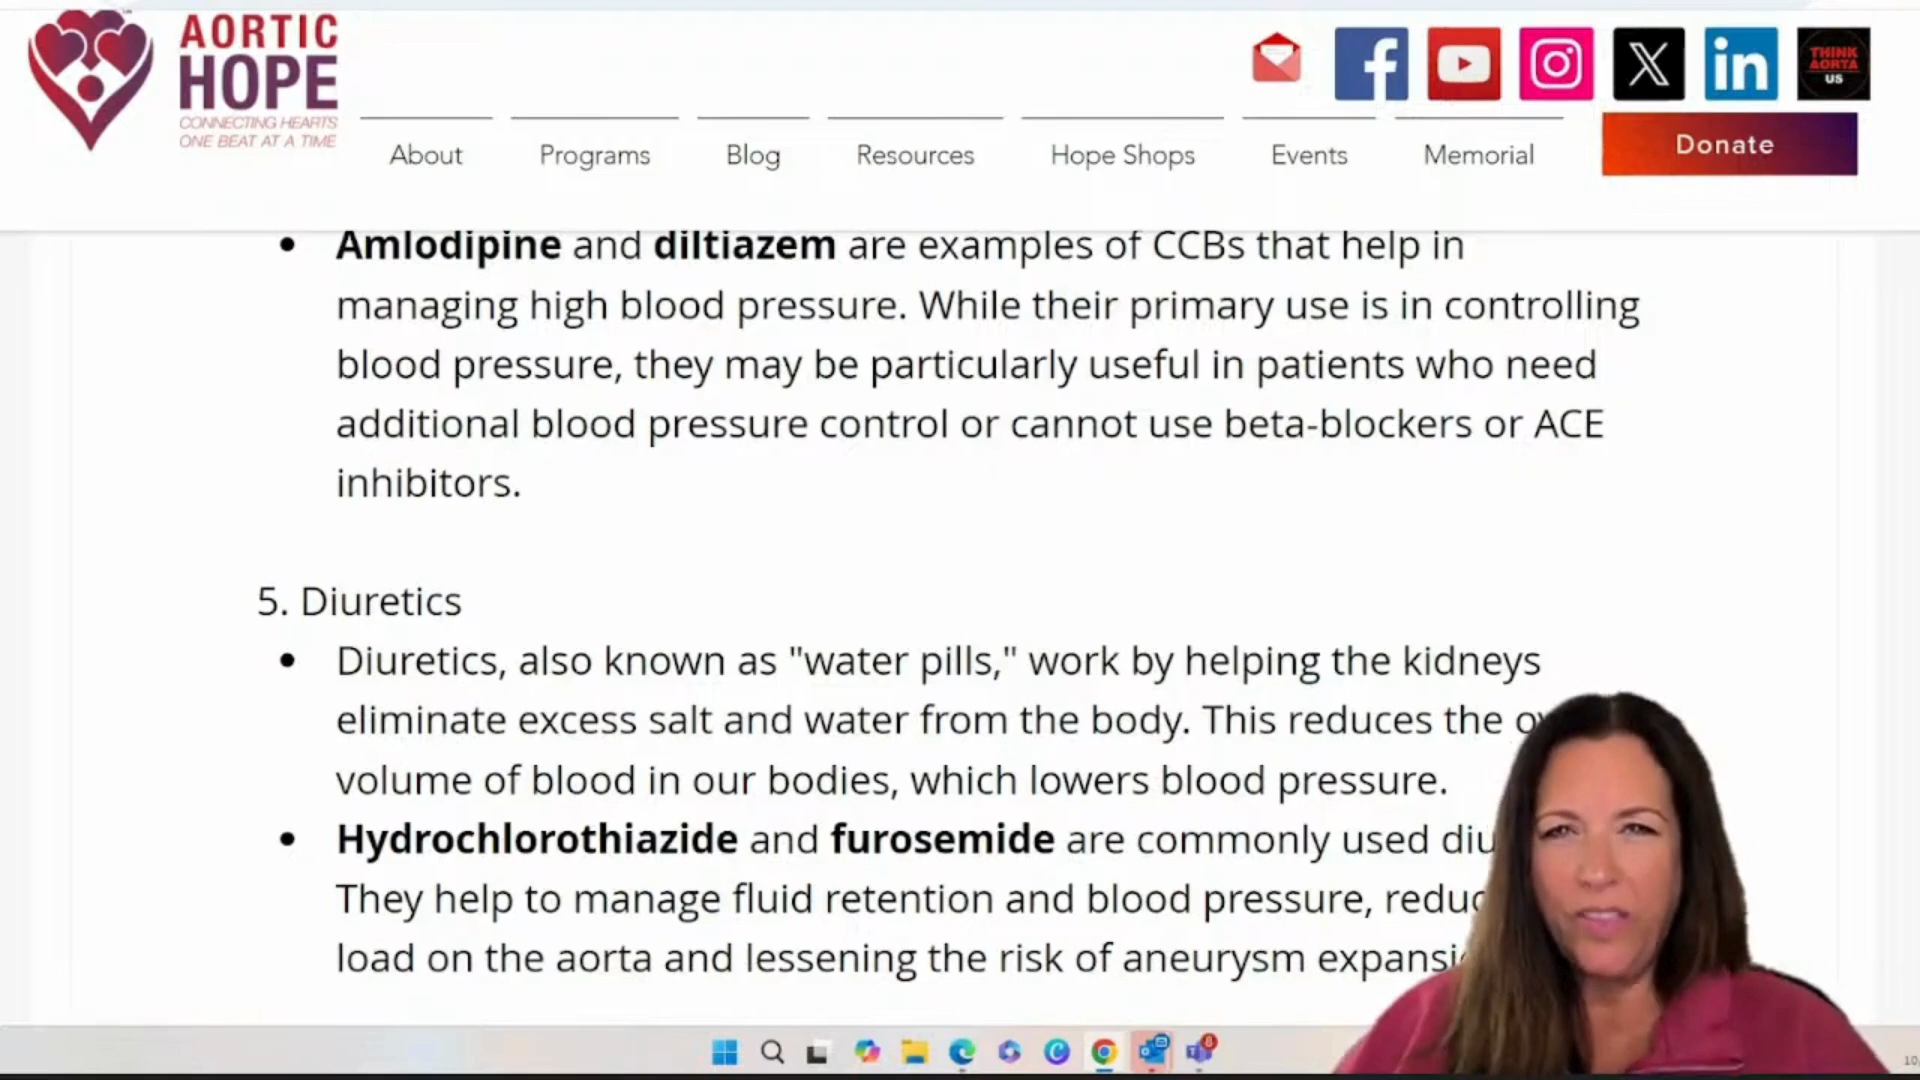 AORTIC
HOPE
CONNECTING HEARTS
ONE BEAT AT A TIME
THINK
AORTA
US
About
Programs
Blog
Resources
Hope Shops
Events
Memorial
Donate
• Amlodipine and diltiazem are examples of CCBs that help in
managing high blood pressure. While their primary use is in controlling
blood pressure, they may be particularly useful in patients who need
additional blood pressure control or cannot use beta-blockers or ACE
inhibitors.
5. Diuretics
• Diuretics, also known as "water pills," work by helping the kidneys
eliminate excess salt and water from the body. This reduces the
volume of blood in our bodies, which lowers blood pressure.
• Hydrochlorothiazide and furosemide are commonly used
They help to manage fluid retention and blood pressure,
load on the aorta and lessening the risk of aneurysm